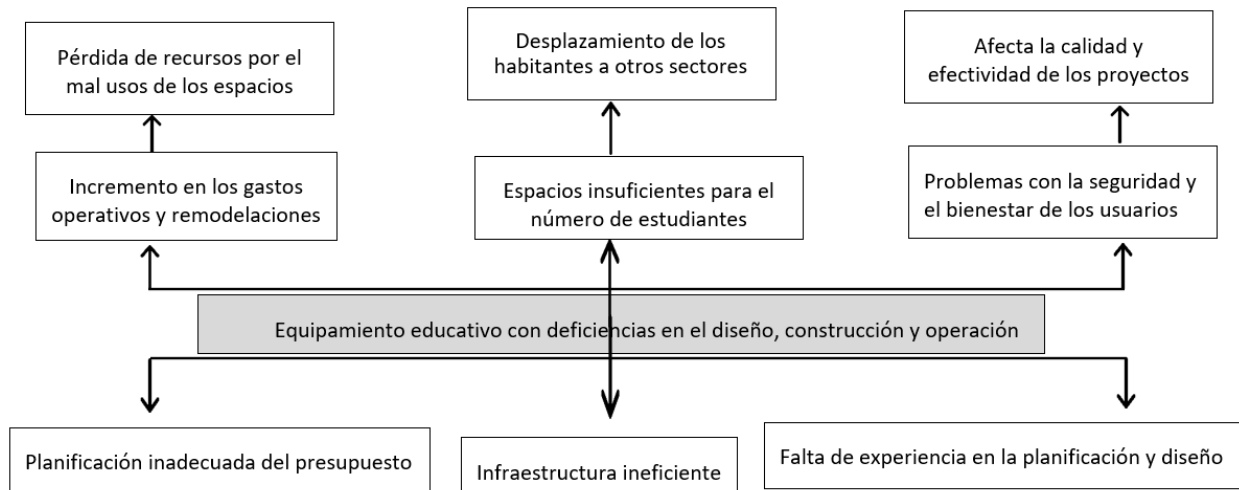 Pérdida de recursos por el
mal usos de los espacios
Desplazamiento de los
habitantes a otros sectores
Afecta la calidad y
efectividad de los proyectos
Incremento en los gastos
operativos y remodelaciones
Espacios insuficientes para el
número de estudiantes
Problemas con la seguridad y
el bienestar de los usuarios
Equipamiento educativo con deficiencias en el diseño, construcción y operación
Planificación inadecuada del presupuesto
Infraestructura ineficiente
Falta de experiencia en la planificación y diseño